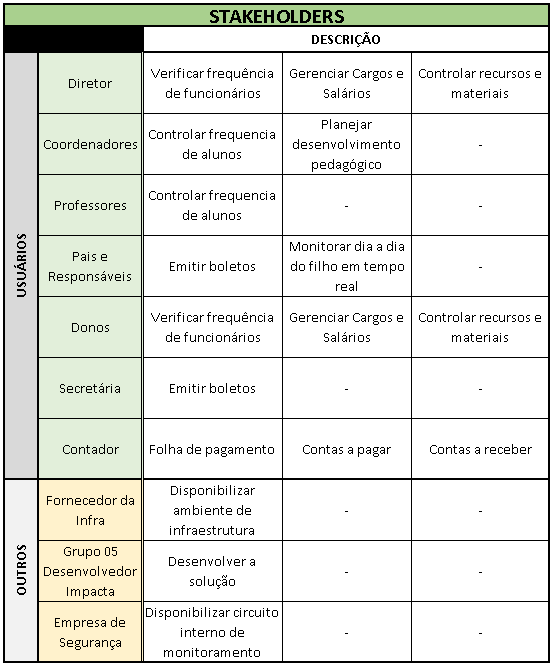 STAKEHOLDERS
DESCRIÇÃO
USUÁRIOS
Diretor
Verificar frequência
de funcionários
Gerenciar Cargos e
Salários
Controlar recursos e
materiais
Coordenadores
Controlar frequencia
de alunos
Planejar
desenvolvimento
pedagógico
-
Professores
Controlar frequencia
de alunos
-
-
Pais e
Responsáveis
Emitir boletos
Monitorar dia a dia
do filho em tempo
real
-
Donos
Verificar frequência
de funcionários
Gerenciar Cargos e
Salários
Controlar recursos e
materiais
Secretária
Emitir boletos
-
-
Contador
Folha de pagamento
Contas a pagar
Contas a receber
OUTROS
Fornecedor da
Infra
Disponibilizar
ambiente de
infraestrutura
-
-
Grupo 05
Desenvolvedor
Impacta
Desenvolver a
solução
-
-
Empresa de
Segurança
Disponibilizar circuito
interno de
monitoramento
-
-